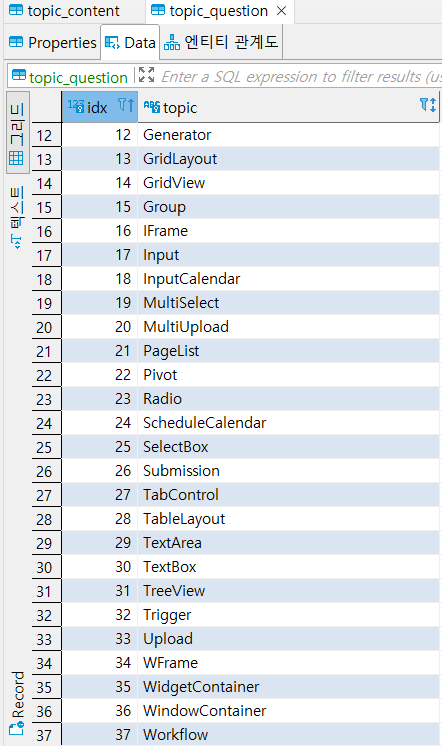 topic_content topic_question
Properties Data 엔티티 관계도
topic_question Enter a SQL expression to filter results (us
그리드
텍스트
Record
123 idx ABC topic
12 12 Generator
13 13 GridLayout
14 14 GridView
15 15 Group
16 16 IFrame
17 17 Input
18 18 InputCalendar
19 19 MultiSelect
20 20 MultiUpload
21 21 PageList
22 22 Pivot
23 23 Radio
24 24 ScheduleCalendar
25 25 SelectBox
26 26 Submission
27 27 TabControl
28 28 TableLayout
29 29 TextArea
30 30 TextBox
31 31 TreeView
32 32 Trigger
33 33 Upload
34 34 WFrame
35 35 WidgetContainer
36 36 WindowContainer
37 37 Workflow